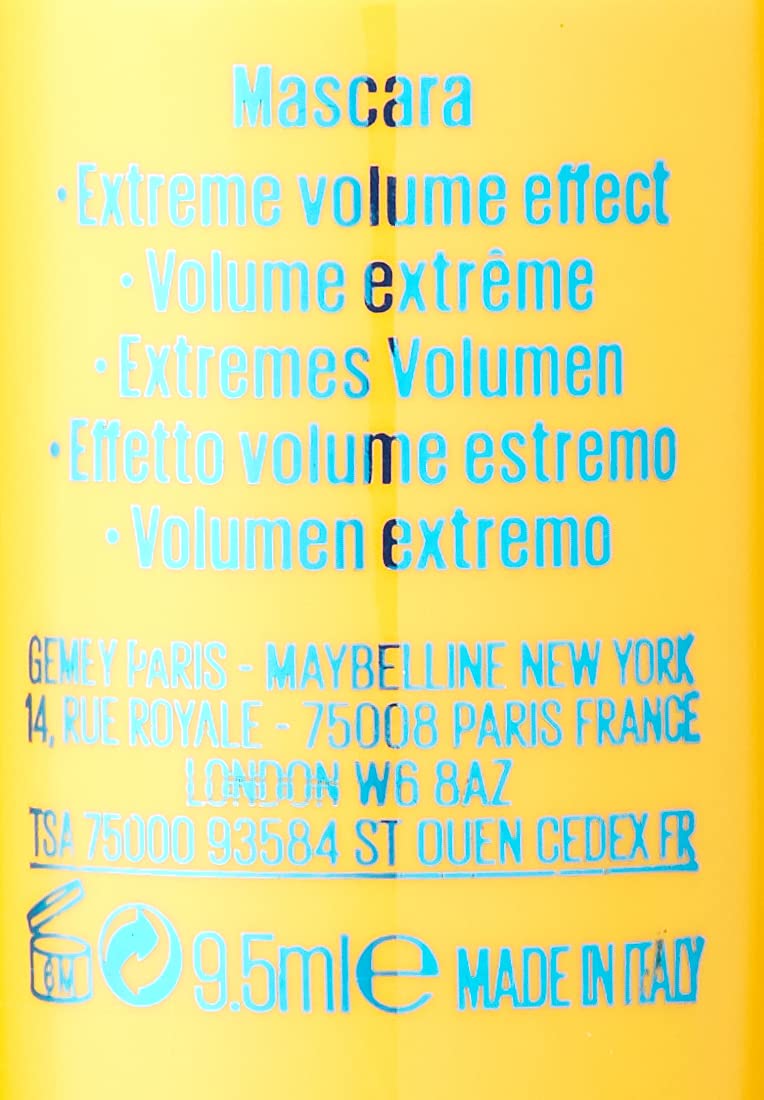 Mascara
· Extreme volume effect
· Volume extrême
· Extremes Volumen
· Effetto volume estremo
· Volumen extremo
GEMEY PARIS - MAYBELLINE NEW YORK
14, RUE ROYALE - 75008 PARIS FRANCE
LONDON W6 8AZ
TSA 75000 93584 ST OUEN CEDEX FR
6M 9.5ml e MADE IN ITALY